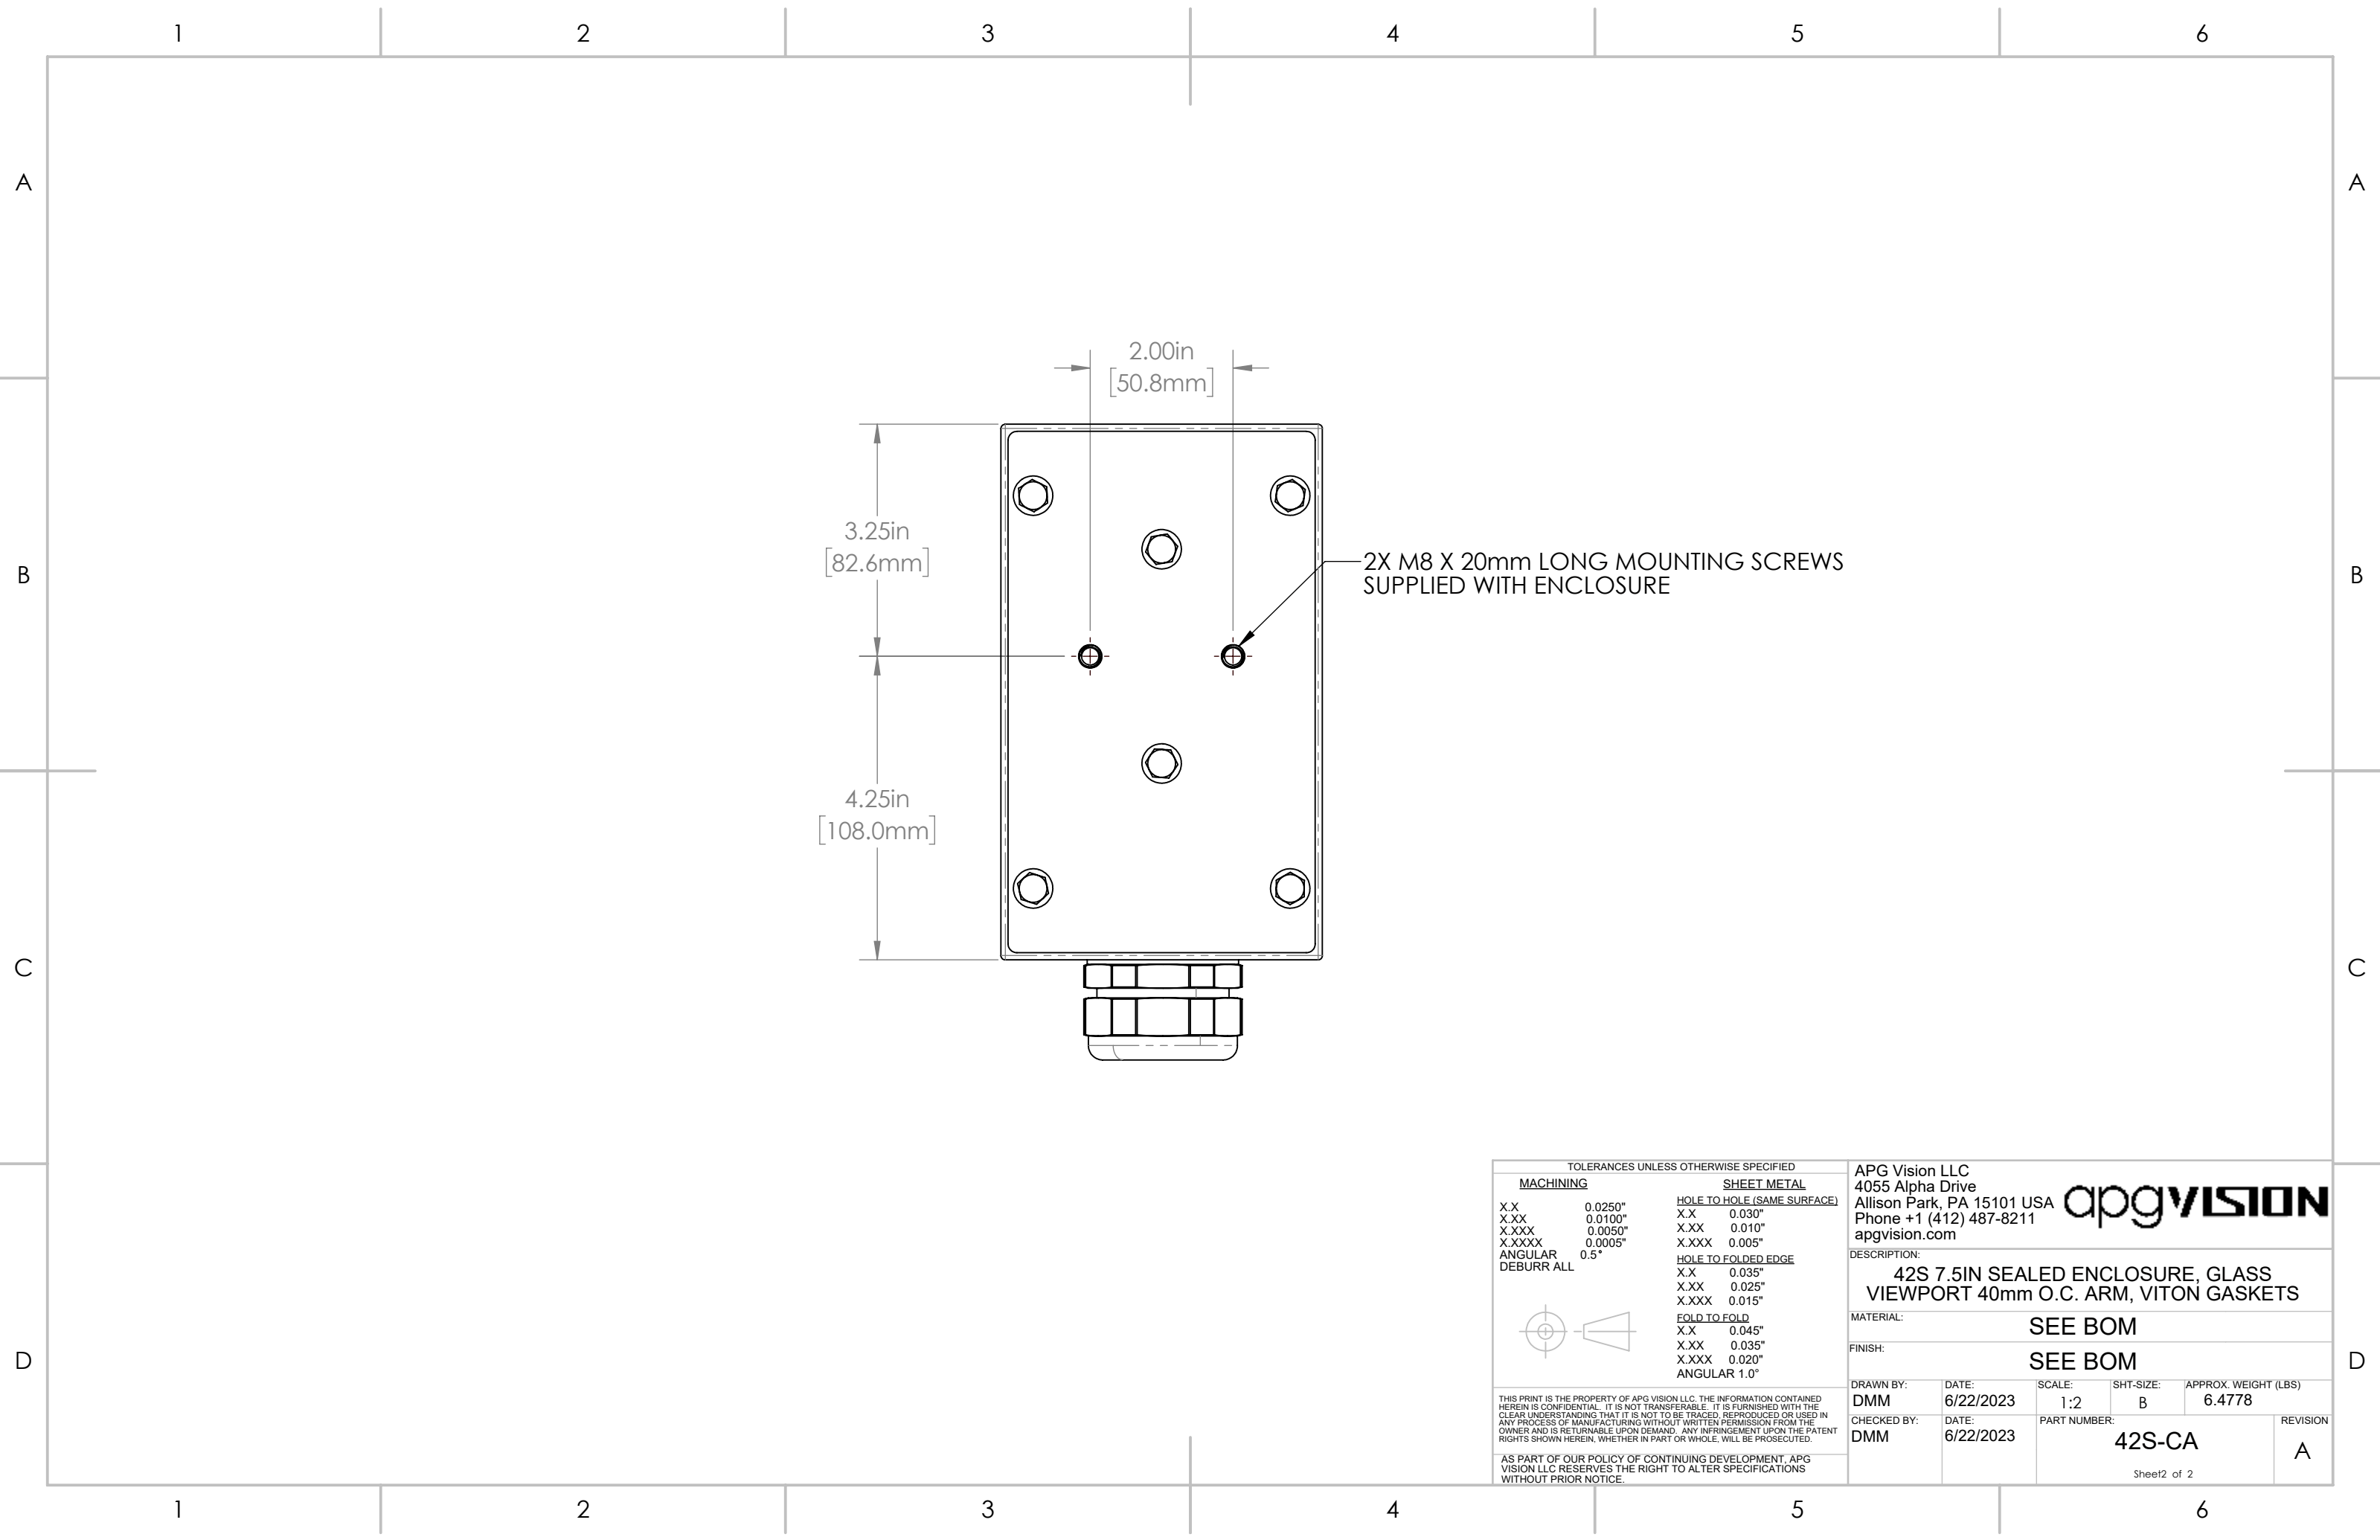 1 2 3 4 5 6
A A
2.00in
[50.8mm]
3.25in
[82.6mm]
B B
2X M8 X 20mm LONG MOUNTING SCREWS
SUPPLIED WITH ENCLOSURE
4.25in
[108.0mm]
C C
TOLERANCES UNLESS OTHERWISE SPECIFIED
MACHINING
X.X 0.0250"
X.XX 0.0100"
X.XXX 0.0050"
X.XXXX 0.0005"
ANGULAR 0.5°
DEBURR ALL
SHEET METAL
HOLE TO HOLE (SAME SURFACE)
X.X 0.030"
X.XX 0.010"
X.XXX 0.005"
HOLE TO FOLDED EDGE
X.X 0.035"
X.XX 0.025"
X.XXX 0.015"
FOLD TO FOLD
X.X 0.045"
X.XX 0.035"
X.XXX 0.020"
ANGULAR 1.0°
THIS PRINT IS THE PROPERTY OF APG VISION LLC. THE INFORMATION CONTAINED
HEREIN IS CONFIDENTIAL. IT IS NOT TRANSFERABLE. IT IS FURNISHED WITH THE
CLEAR UNDERSTANDING THAT IT IS NOT TO BE TRACED, REPRODUCED OR USED IN
ANY PROCESS OF MANUFACTURING WITHOUT WRITTEN PERMISSION FROM THE
OWNER AND IS RETURNABLE UPON DEMAND. ANY INFRINGEMENT UPON THE PATENT
RIGHTS SHOWN HEREIN, WHETHER IN PART OR WHOLE, WILL BE PROSECUTED.
AS PART OF OUR POLICY OF CONTINUING DEVELOPMENT, APG
VISION LLC RESERVES THE RIGHT TO ALTER SPECIFICATIONS
WITHOUT PRIOR NOTICE.
APG Vision LLC
4055 Alpha Drive
Allison Park, PA 15101 USA
Phone +1 (412) 487-8211
apgvision.com
apgVISION
DESCRIPTION:
42S 7.5IN SEALED ENCLOSURE, GLASS
VIEWPORT 40mm O.C. ARM, VITON GASKETS
MATERIAL:
SEE BOM
FINISH:
SEE BOM
DRAWN BY: DATE: SCALE: SHT-SIZE: APPROX. WEIGHT (LBS)
DMM 6/22/2023 1:2 B 6.4778
CHECKED BY: DATE: PART NUMBER: REVISION
DMM 6/22/2023 42S-CA A
Sheet2 of 2
D D
1 2 3 4 5 6